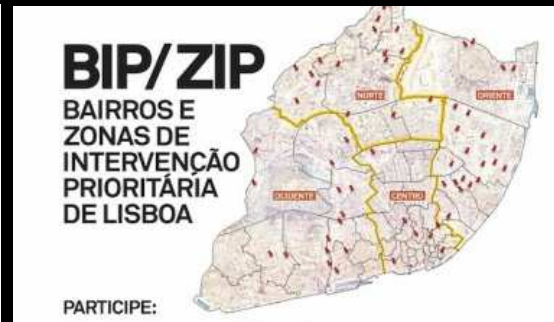 BIP/ZIP
BAIRROS E
ZONAS DE
INTERVENÇÃO
PRIORITÁRIA
DE LISBOA
NORTE
ORIENTE
OCIDENTE
CENTRO
PARTICIPE: